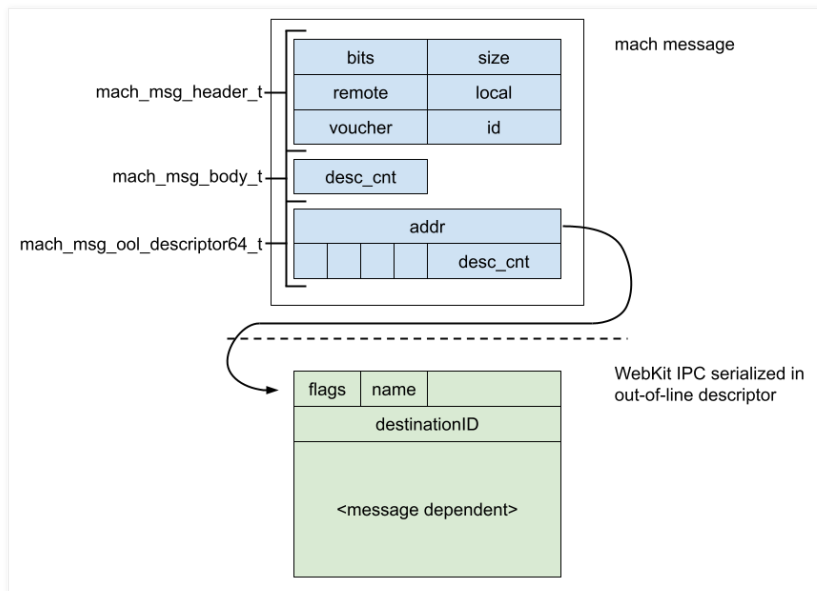 mach message
bits size
mach_msg_header_t
remote local
voucher id
mach_msg_body_t
desc_cnt
addr
mach_msg_ool_descriptor64_t
desc_cnt
WebKit IPC serialized in
out-of-line descriptor
flags name
destinationID
<message dependent>